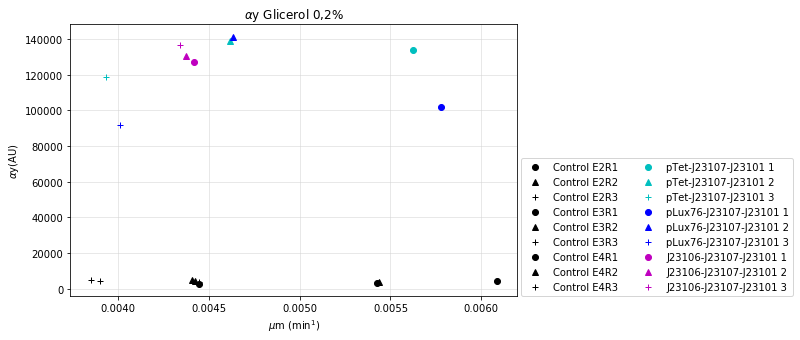 αy Glicerol 0,2%
αy(AU)
140000
120000
100000
80000
60000
40000
20000
0
0.0040 0.0045 0.0050 0.0055 0.0060
μm (min¹)
Control E2R1
Control E2R2
Control E2R3
Control E3R1
Control E3R2
Control E3R3
Control E4R1
Control E4R2
Control E4R3
pTet-J23107-J23101 1
pTet-J23107-J23101 2
pTet-J23107-J23101 3
pLux76-J23107-J23101 1
pLux76-J23107-J23101 2
pLux76-J23107-J23101 3
J23106-J23107-J23101 1
J23106-J23107-J23101 2
J23106-J23107-J23101 3